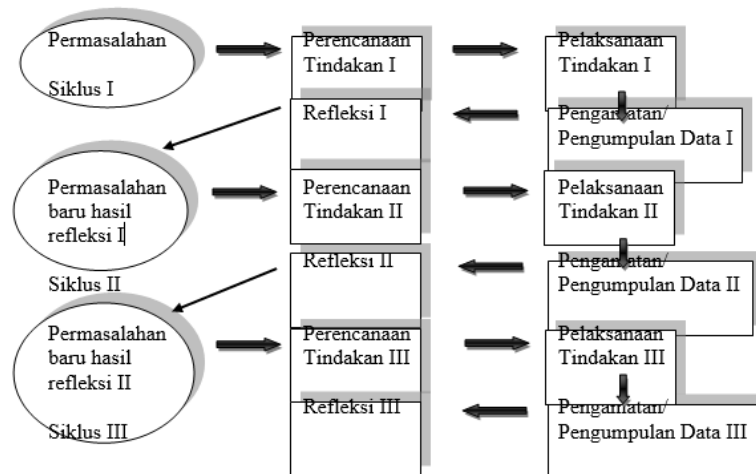 Permasalahan
Siklus I
Perencanaan
Tindakan I
Pelaksanaan
Tindakan I
Refleksi I
Pengamatan/
Pengumpulan Data I
Permasalahan
baru hasil
refleksi I
Siklus II
Perencanaan
Tindakan II
Pelaksanaan
Tindakan II
Refleksi II
Pengamatan/
Pengumpulan Data II
Permasalahan
baru hasil
refleksi II
Siklus III
Perencanaan
Tindakan III
Pelaksanaan
Tindakan III
Refleksi III
Pengamatan/
Pengumpulan Data III